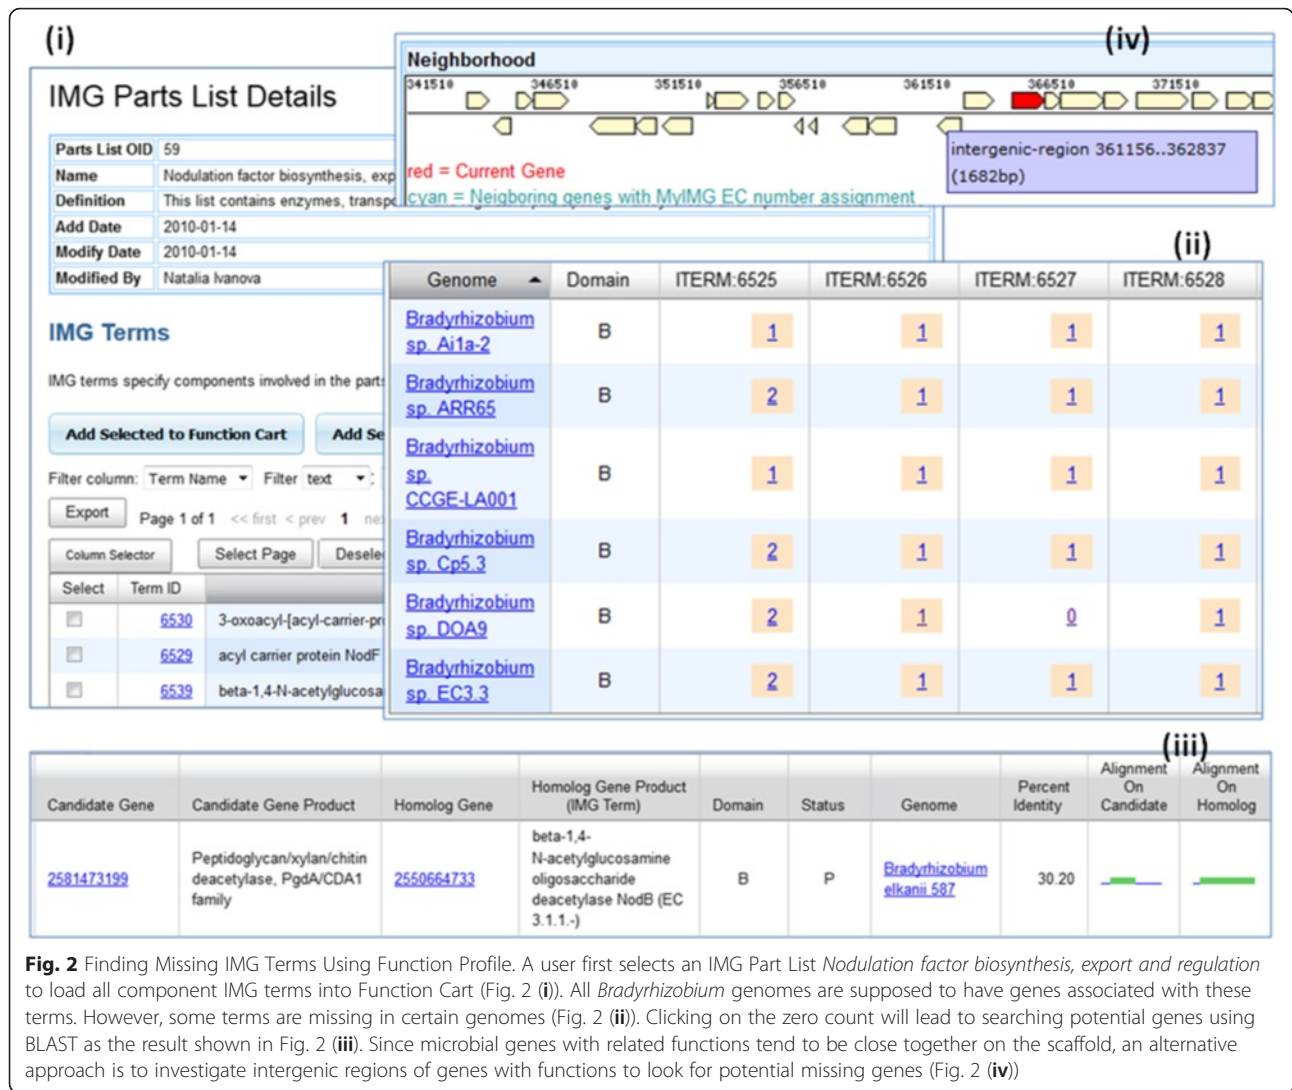 (i)
IMG Parts List Details
Parts List OID 59
Name Nodulation factor biosynthesis, exp
Definition This list contains enzymes, transpo
Add Date 2010-01-14
Modify Date 2010-01-14
Modified By Natalia Ivanova
IMG Terms
IMG terms specify components involved in the parts
Add Selected to Function Cart Add Se
Filter column: Term Name Filter text :
Export Page 1 of 1 << first < prev 1 ne
Column Selector Select Page Desele
Select Term ID
6530 3-oxoacyl-[acyl-carrier-pr
6529 acyl carrier protein NodF
6539 beta-1,4-N-acetylglucosa
(iv)
Neighborhood
341510 346510 351510 356510 361510 366510 371510
intergenic-region 361156..362837
(1682bp)
red = Current Gene
cyan = Neigboring genes with MyIMG EC number assignment
(ii)
Genome Domain ITERM:6525 ITERM:6526 ITERM:6527 ITERM:6528
Bradyrhizobium
sp. Ai1a-2 B 1 1 1 1
Bradyrhizobium
sp. ARR65 B 2 1 1 1
Bradyrhizobium
sp. B 1 1 1 1
CCGE-LA001
Bradyrhizobium
sp. Cp5.3 B 2 1 1 1
Bradyrhizobium
sp. DOA9 B 2 1 0 1
Bradyrhizobium
sp. EC3.3 B 2 1 1 1
(iii)
Candidate Gene Candidate Gene Product Homolog Gene Homolog Gene Product (IMG Term) Domain Status Genome Percent Identity Alignment On Candidate Alignment On Homolog
2581473199 Peptidoglycan/xylan/chitin deacetylase, PgdA/CDA1 family 2550664733 beta-1,4-N-acetylglucosamine oligosaccharide deacetylase NodB (EC 3.1.1.-) B P Bradyrhizobium elkanii 587 30.20
Fig. 2 Finding Missing IMG Terms Using Function Profile. A user first selects an IMG Part List Nodulation factor biosynthesis, export and regulation
to load all component IMG terms into Function Cart (Fig. 2 (i)). All Bradyrhizobium genomes are supposed to have genes associated with these
terms. However, some terms are missing in certain genomes (Fig. 2 (ii)). Clicking on the zero count will lead to searching potential genes using
BLAST as the result shown in Fig. 2 (iii). Since microbial genes with related functions tend to be close together on the scaffold, an alternative
approach is to investigate intergenic regions of genes with functions to look for potential missing genes (Fig. 2 (iv))